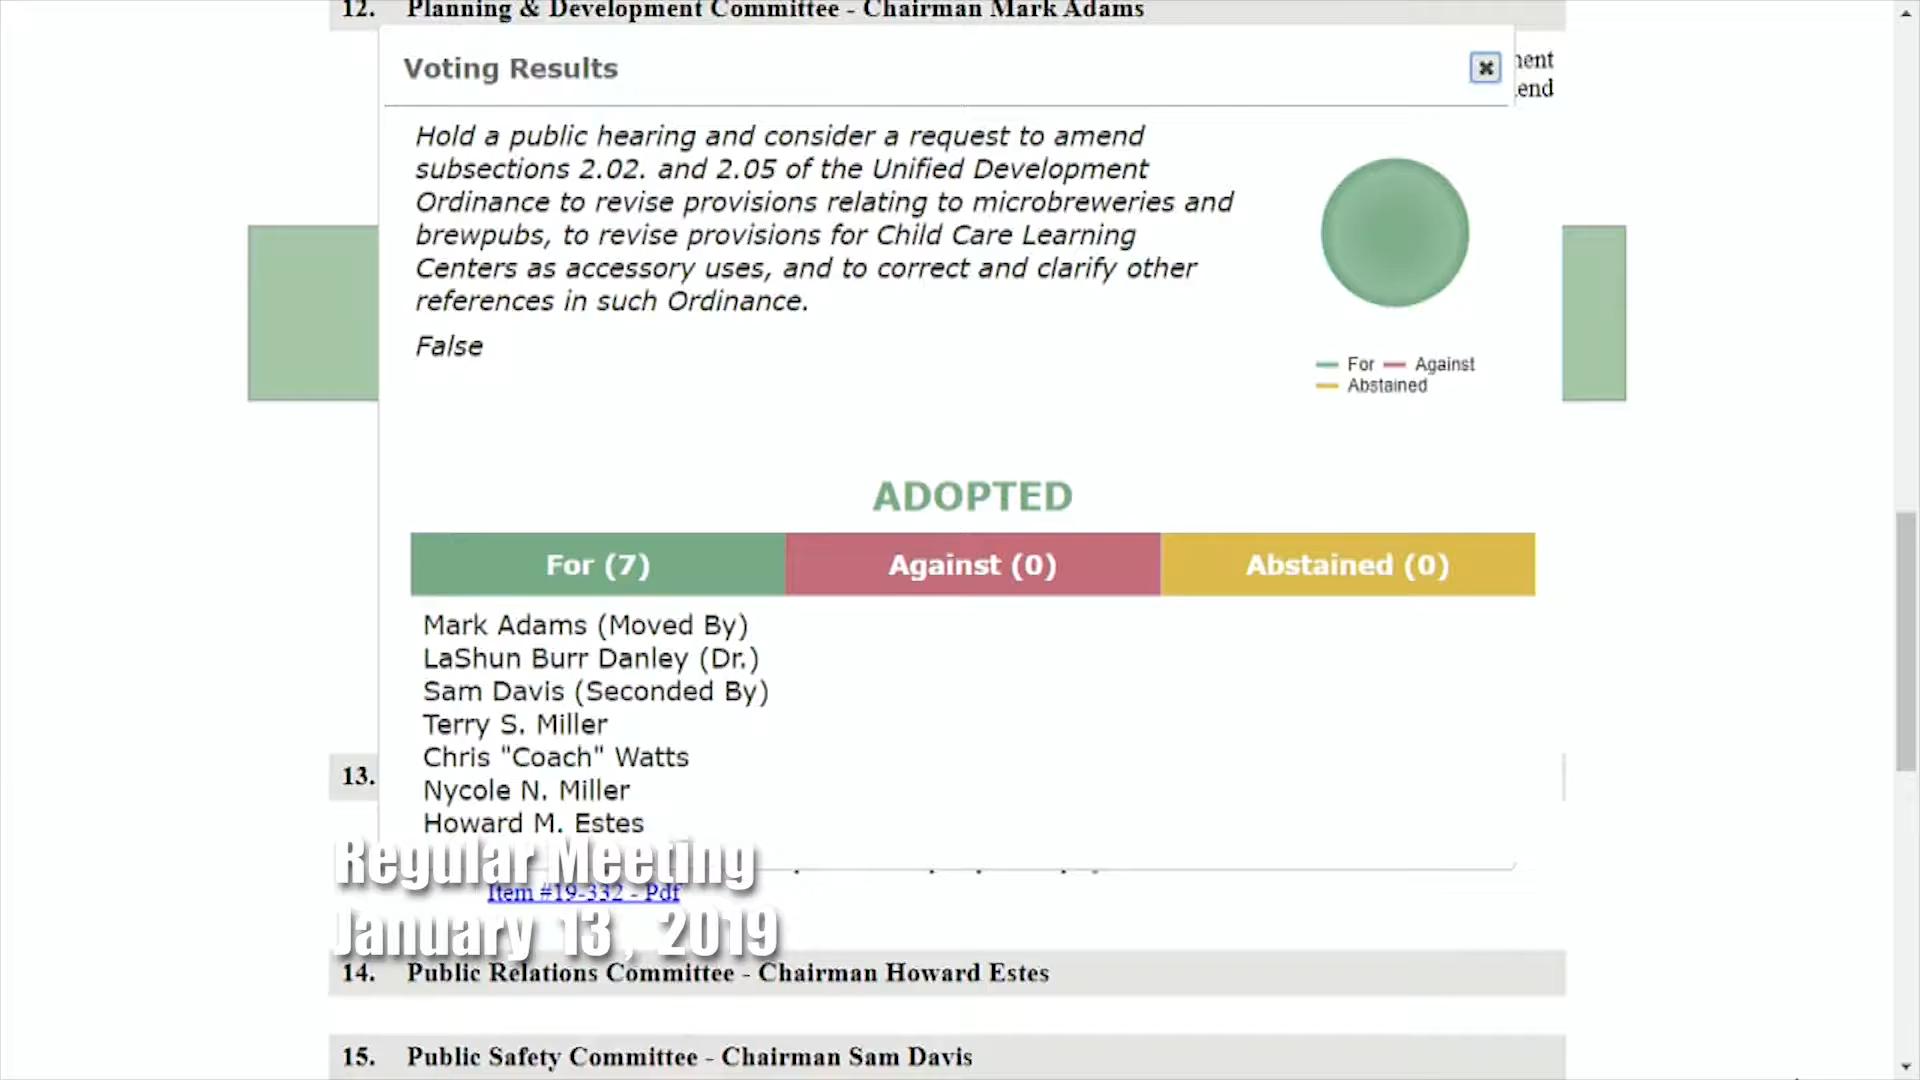 12. Planning & Development Committee - Chairman Mark Adams
Voting Results
Hold a public hearing and consider a request to amend
subsections 2.02. and 2.05 of the Unified Development
Ordinance to revise provisions relating to microbreweries and
brewpubs, to revise provisions for Child Care Learning
Centers as accessory uses, and to correct and clarify other
references in such Ordinance.
False
For Against
Abstained
ADOPTED
For (7) Against (0) Abstained (0)
Mark Adams (Moved By)
LaShun Burr Danley (Dr.)
Sam Davis (Seconded By)
Terry S. Miller
Chris "Coach" Watts
Nycole N. Miller
Howard M. Estes
13.
Regular Meeting
Item #19-332 - Pdf
January 13, 2019
14. Public Relations Committee - Chairman Howard Estes
15. Public Safety Committee - Chairman Sam Davis